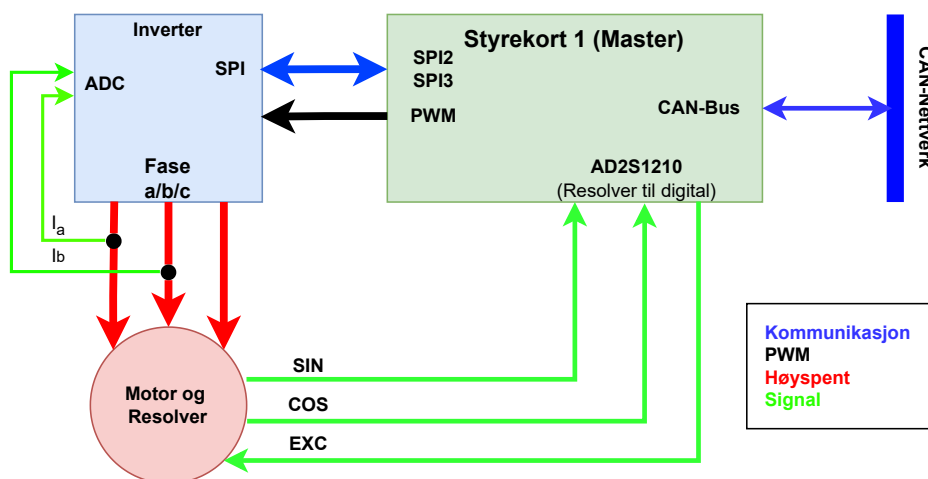 Inverter
SPI
ADC
Fase
a/b/c
Styrekort 1 (Master)
SPI2
SPI3
PWM
CAN-Bus
AD2S1210
(Resolver til digital)
CAN-Nettverk
Ia
Ib
Motor og
Resolver
SIN
COS
EXC
Kommunikasjon
PWM
Høyspent
Signal